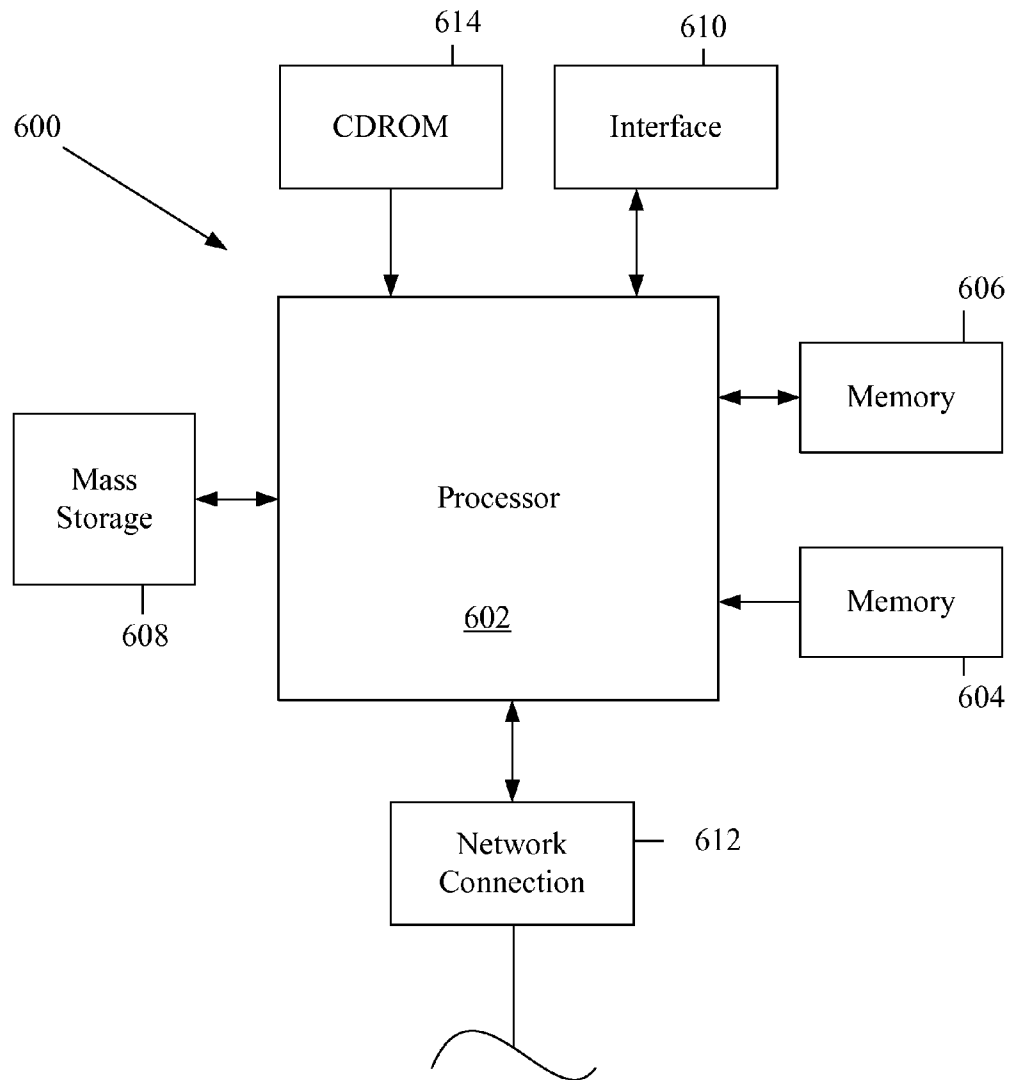 614
610
CDROM
Interface
600
606
Memory
Mass
Storage
Processor
Memory
602
608
604
Network
Connection
612